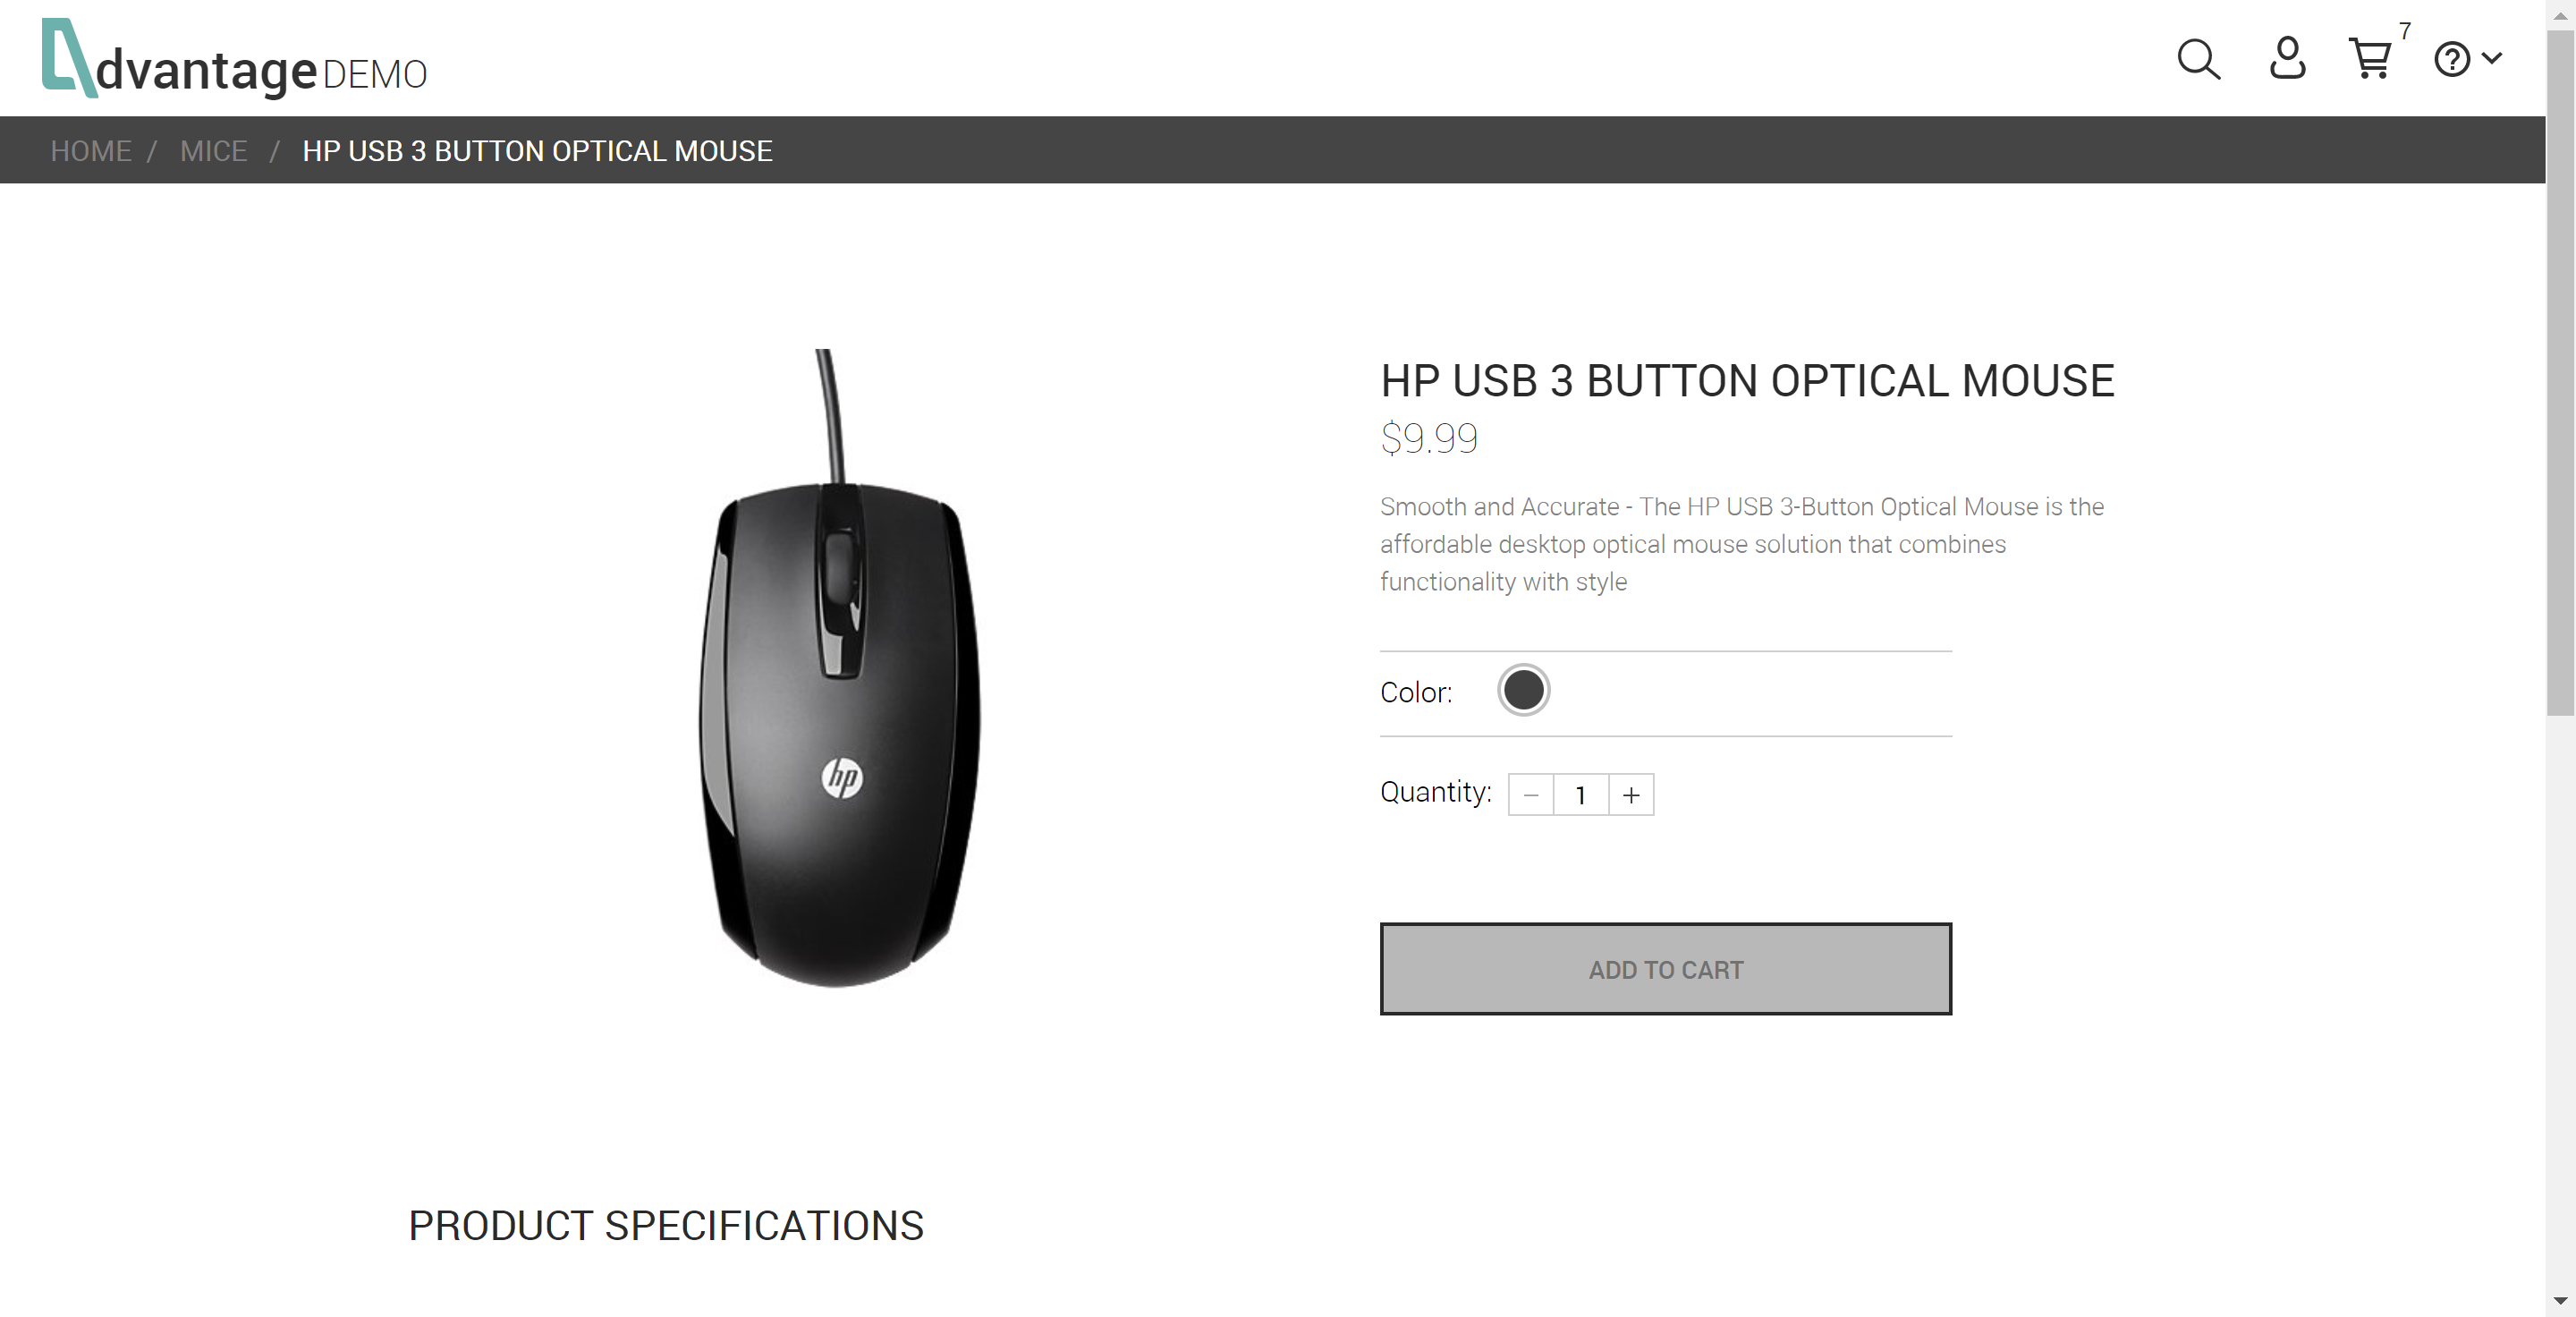 dvantage DEMO
7
HOME / MICE / HP USB 3 BUTTON OPTICAL MOUSE
HP USB 3 BUTTON OPTICAL MOUSE
$9.99
Smooth and Accurate - The HP USB 3-Button Optical Mouse is the
affordable desktop optical mouse solution that combines
functionality with style
Color:
Quantity: − 1 +
hp
ADD TO CART
PRODUCT SPECIFICATIONS